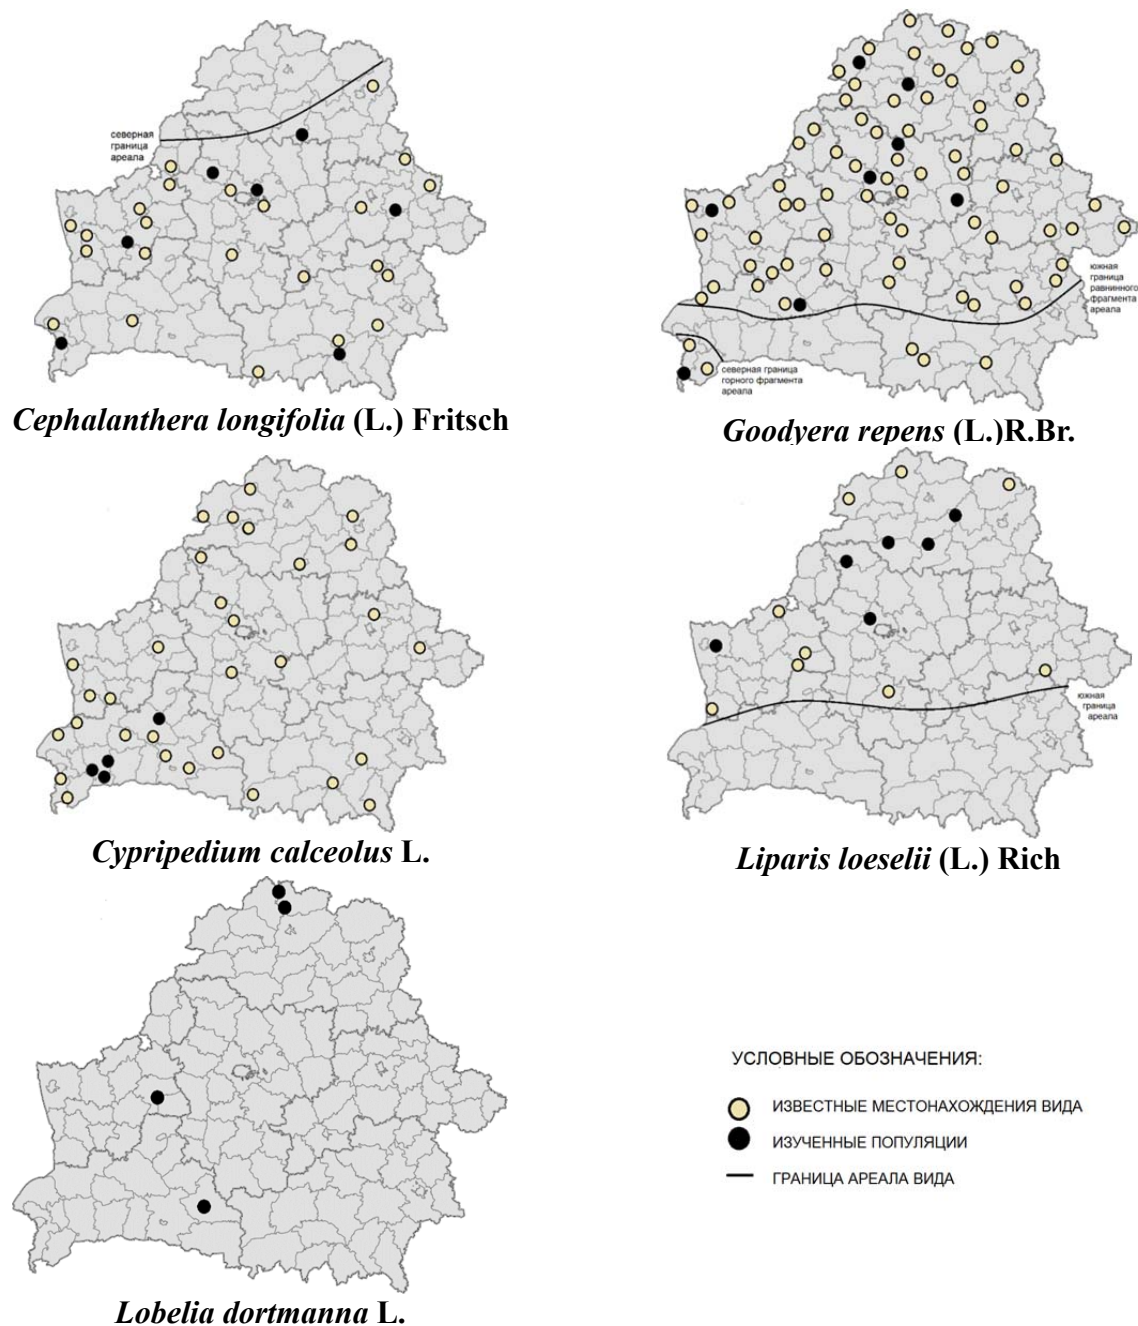 северная
граница
ареала
Cephalanthera longifolia (L.) Fritsch
южная
граница
равнинного
фрагмента
ареала
северная граница
горного фрагмента
ареала
Goodyera repens (L.)R.Br.
Cypripedium calceolus L.
южная
граница
ареала
Liparis loeselii (L.) Rich
Lobelia dortmanna L.
УСЛОВНЫЕ ОБОЗНАЧЕНИЯ:
ИЗВЕСТНЫЕ МЕСТОНАХОЖДЕНИЯ ВИДА
ИЗУЧЕННЫЕ ПОПУЛЯЦИИ
ГРАНИЦА АРЕАЛА ВИДА